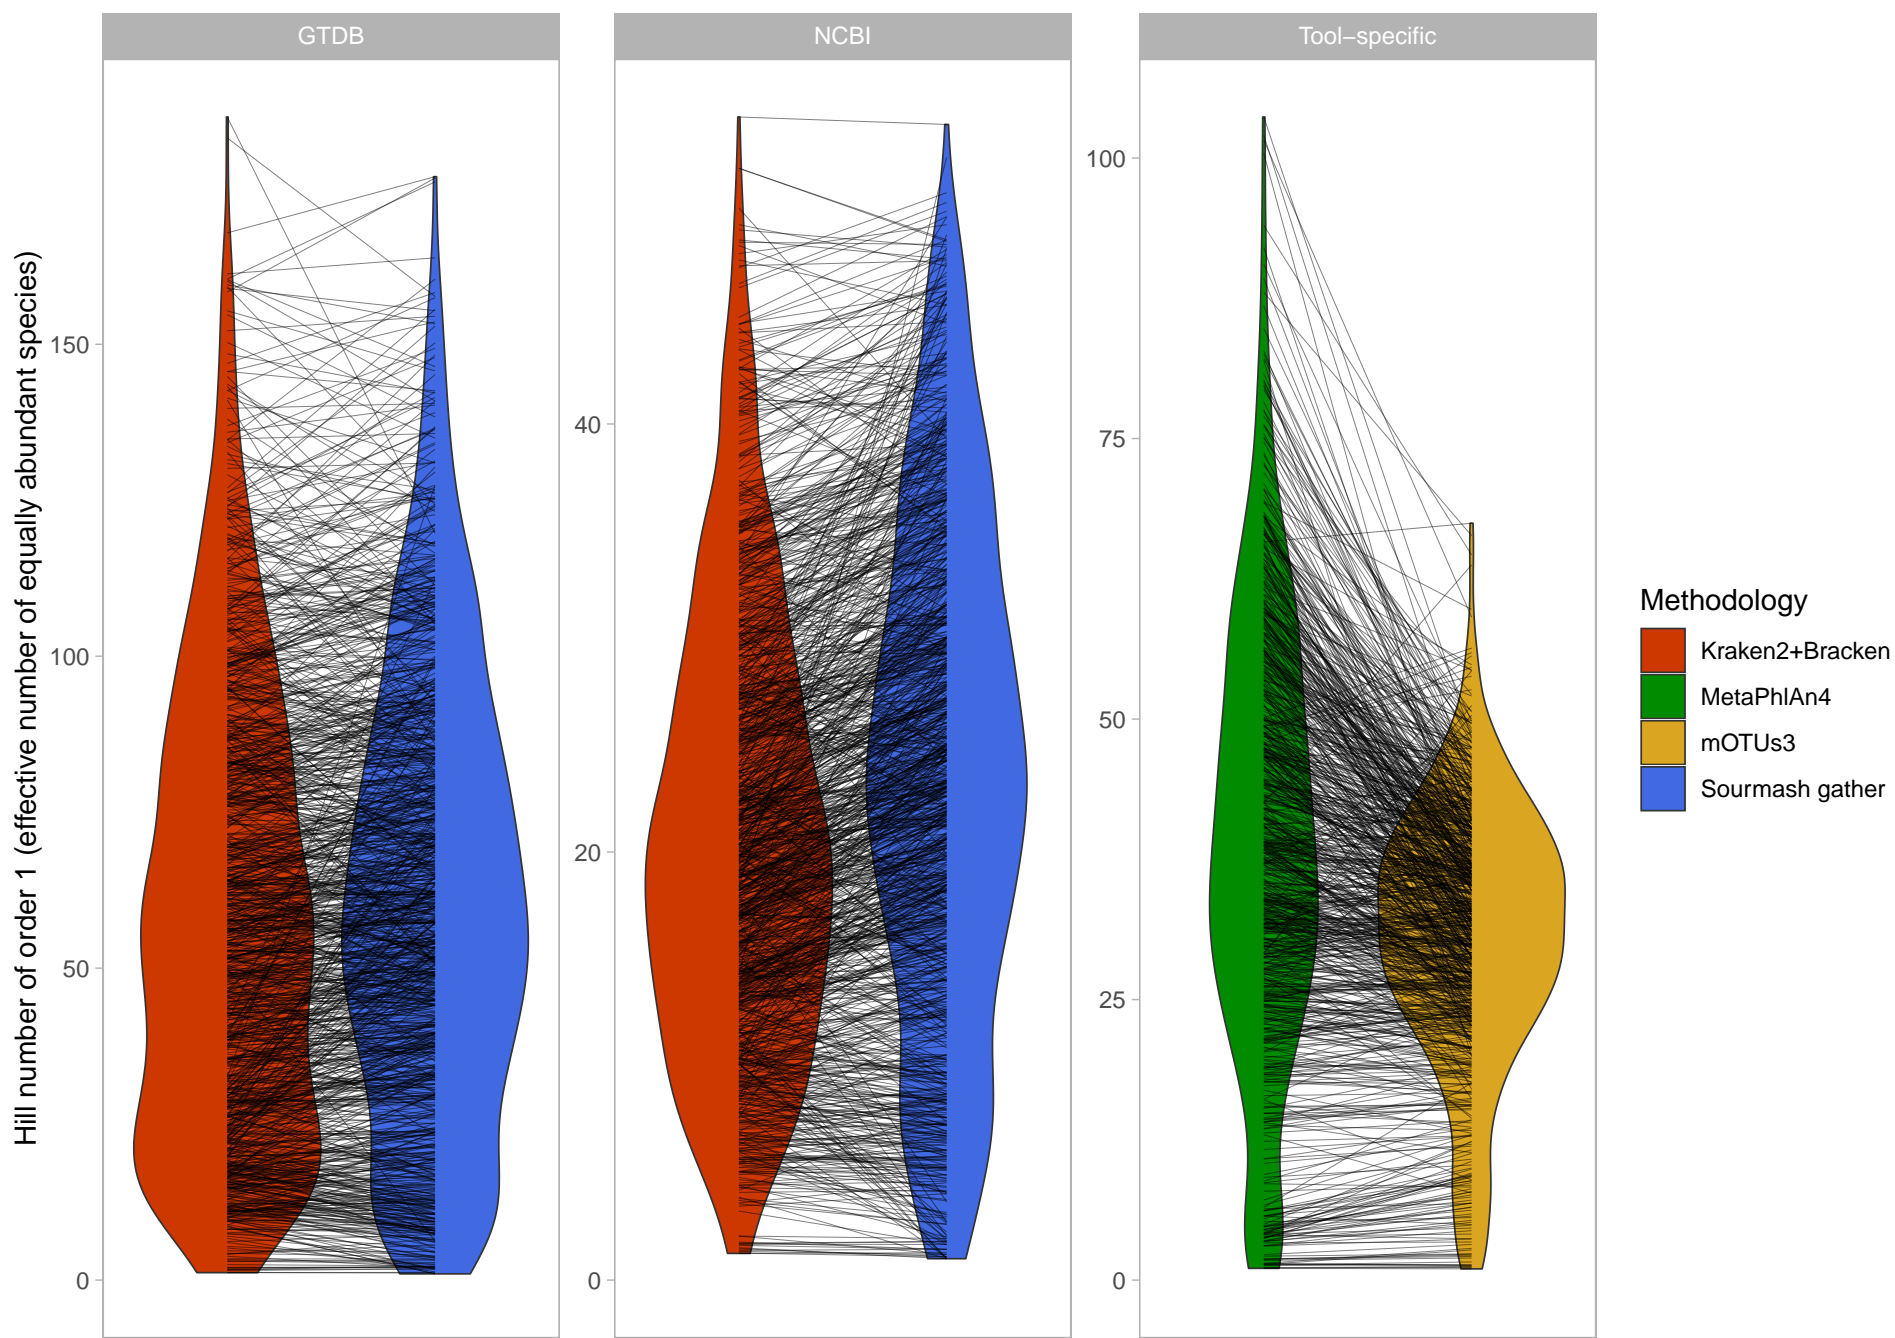 GTDB
NCBI
Tool−specific
Hill number of order 1 (effective number of equally abundant species)
150
100
50
0
40
20
0
100
75
50
25
0
Methodology
Kraken2+Bracken
MetaPhlAn4
mOTUs3
Sourmash gather